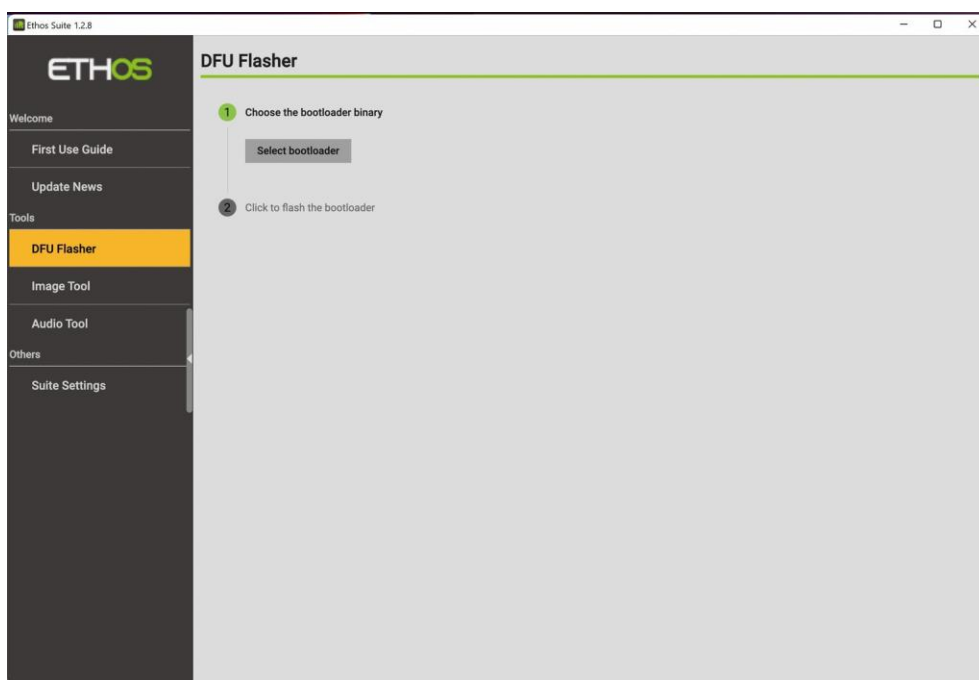 Ethos Suite 1.2.8
ETHOS
Welcome
First Use Guide
Update News
Tools
DFU Flasher
Image Tool
Audio Tool
Others
Suite Settings
DFU Flasher
1 Choose the bootloader binary
Select bootloader
2 Click to flash the bootloader